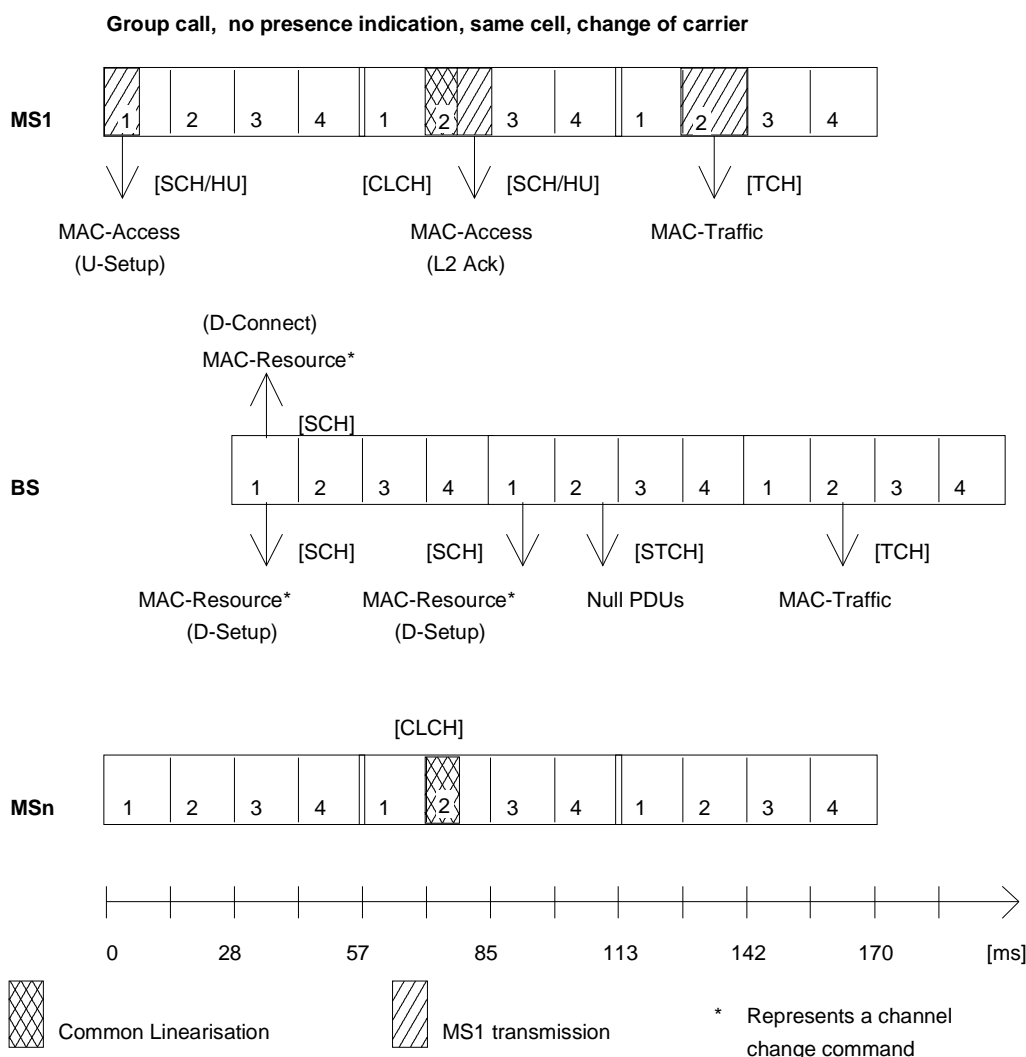 Group call, no presence indication, same cell, change of carrier
MS1
1 2 3 4 1 2 3 4 1 2 3 4
[SCH/HU] [CLCH] [SCH/HU] [TCH]
MAC-Access MAC-Access MAC-Traffic
(U-Setup) (L2 Ack)
(D-Connect)
MAC-Resource*
[SCH]
BS
1 2 3 4 1 2 3 4 1 2 3 4
[SCH] [SCH] [STCH] [TCH]
MAC-Resource* MAC-Resource* Null PDUs MAC-Traffic
(D-Setup) (D-Setup)
[CLCH]
MSn
1 2 3 4 1 2 3 4 1 2 3 4
0 28 57 85 113 142 170 [ms]
Common Linearisation MS1 transmission * Represents a channel
change command